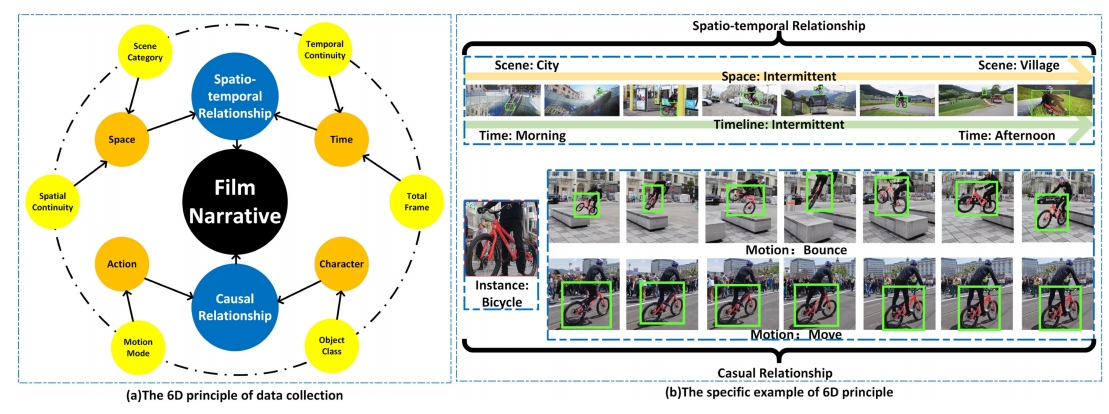 Scene
Category
Temporal
Continuity
Spatio-
temporal
Relationship
Space
Time
Spatial
Continuity
Film
Narrative
Total
Frame
Action
Character
Causal
Relationship
Motion
Mode
Object
Class
(a)The 6D principle of data collection
Spatio-temporal Relationship
Scene: City
Scene: Village
Space: Intermittent
Timeline: Intermittent
Time: Morning
Time: Afternoon
Motion：Bounce
Instance:
Bicycle
Motion：Move
Casual Relationship
(b)The specific example of 6D principle